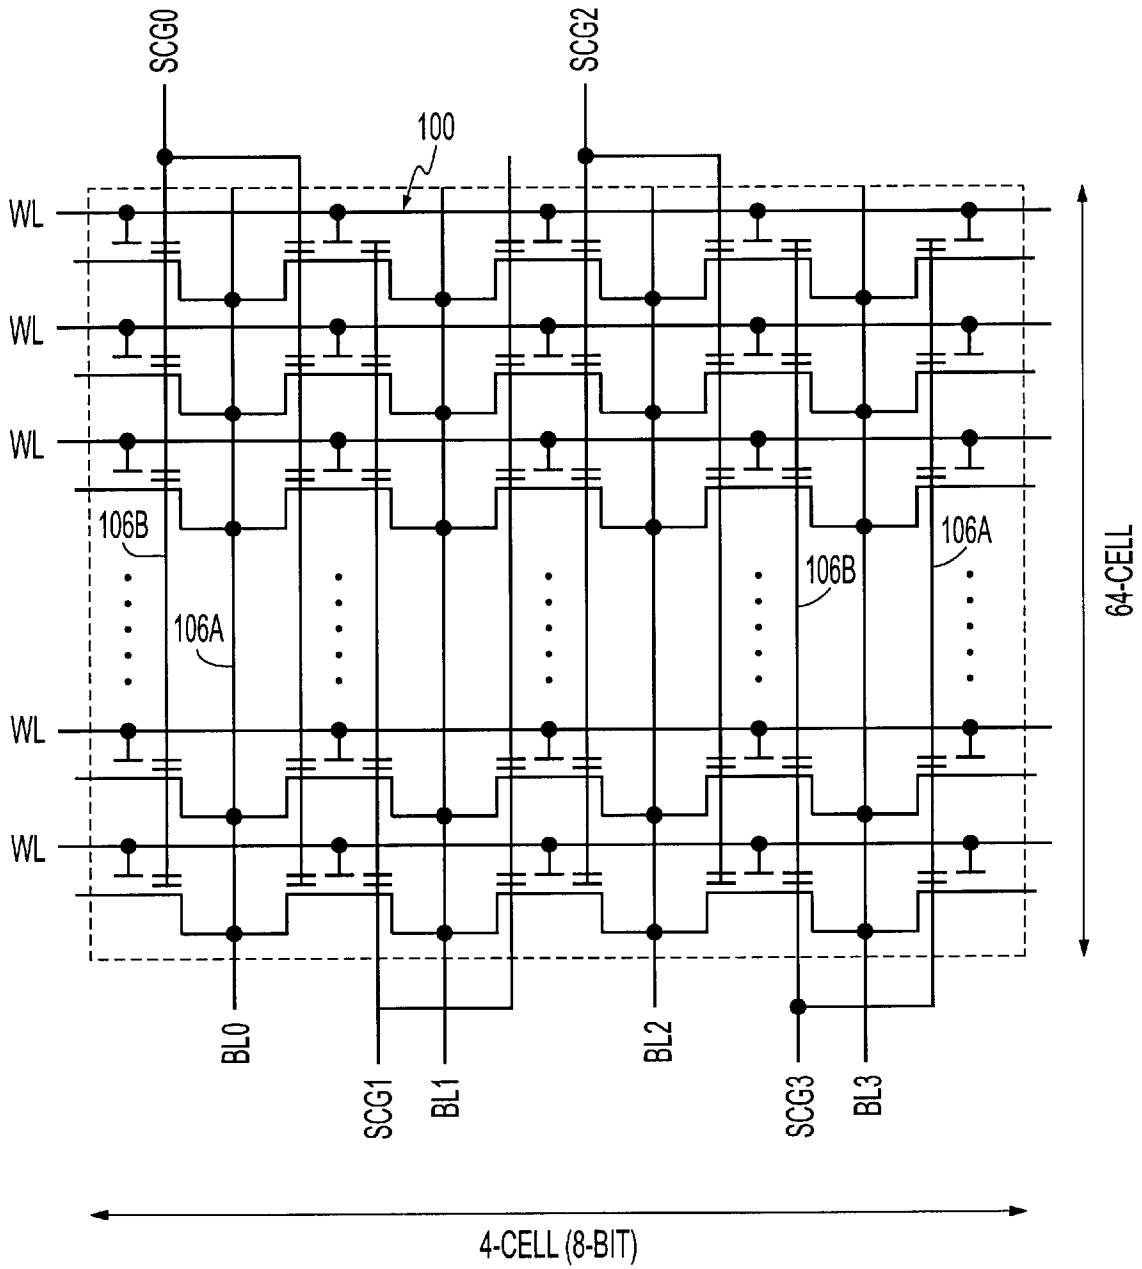 SCG0
SCG2
100
WL
WL
WL
106B
106A
106B
106A
64-CELL
WL
WL
BL0
SCG1
BL1
BL2
SCG3
BL3
4-CELL (8-BIT)